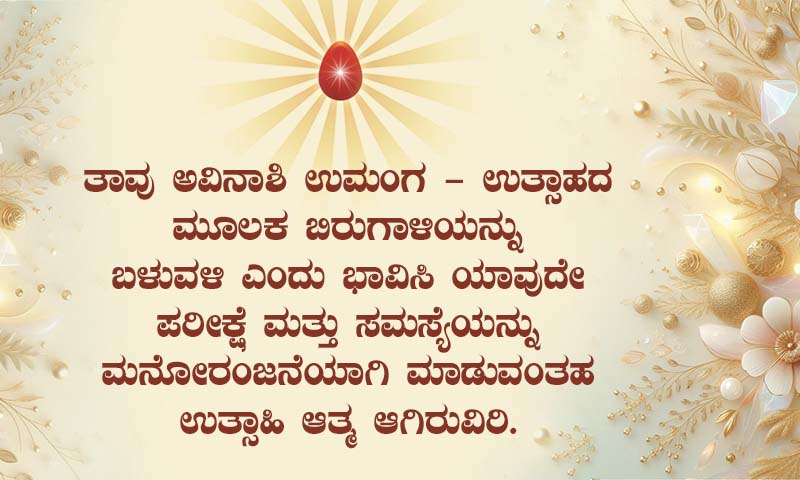 ತಾವು ಅವಿನಾಶಿ ಉಮಂಗ – ಉತ್ಸಾಹದ
ಮೂಲಕ ಬಿರುಗಾಳಿಯನ್ನು
ಬಳುವಳಿ ಎಂದು ಭಾವಿಸಿ ಯಾವುದೇ
ಪರೀಕ್ಷೆ ಮತ್ತು ಸಮಸ್ಯೆಯನ್ನು
ಮನೋರಂಜನೆಯಾಗಿ ಮಾಡುವಂತಹ
ಉತ್ಸಾಹಿ ಆತ್ಮ ಆಗಿರುವಿರಿ.